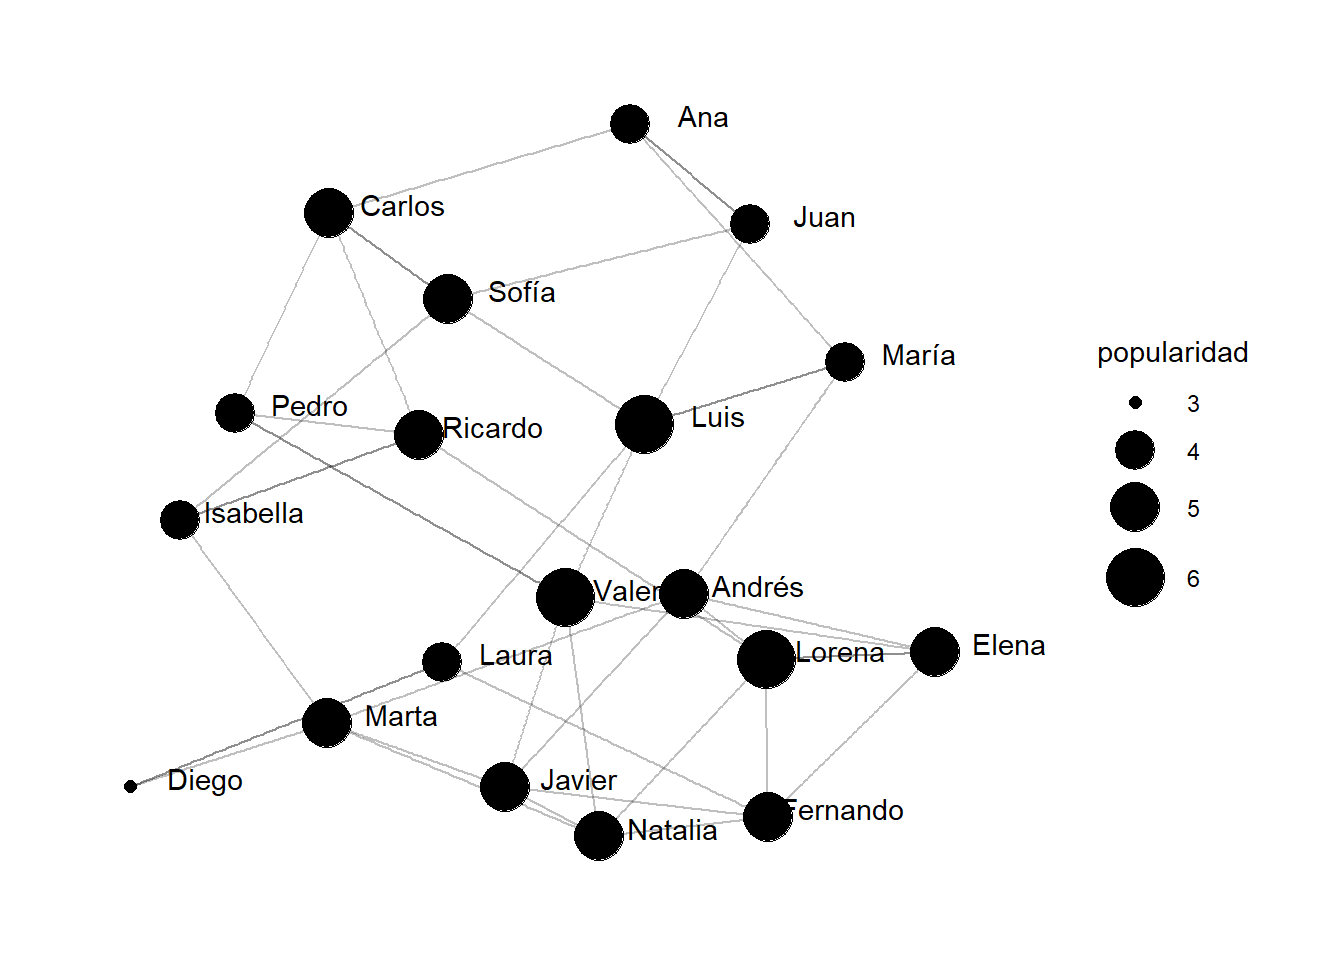 Ana
Carlos
Juan
Sofía
María
popularidad
3
Pedro
Luis
Ricardo
4
5
Isabella
6
Andrés
Elena
Lorena
Laura
Marta
Diego
Javier
Fernando
Natalia